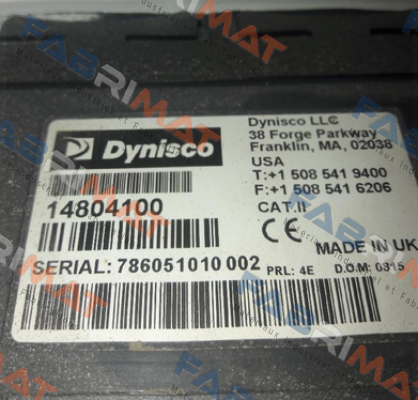 Dynisco LLC
38 Forge Parkway
Franklin, MA, 02038
USA
T:+1 508 541 9400
F:+1 508 541 6206
CAT.II
Dynisco
14804100
CE
MADE IN UK
SERIAL: 786051010 002 PRL: 4E D.O.M: 0315
FABRIMAT
FABRIMAT
FABRIMAT